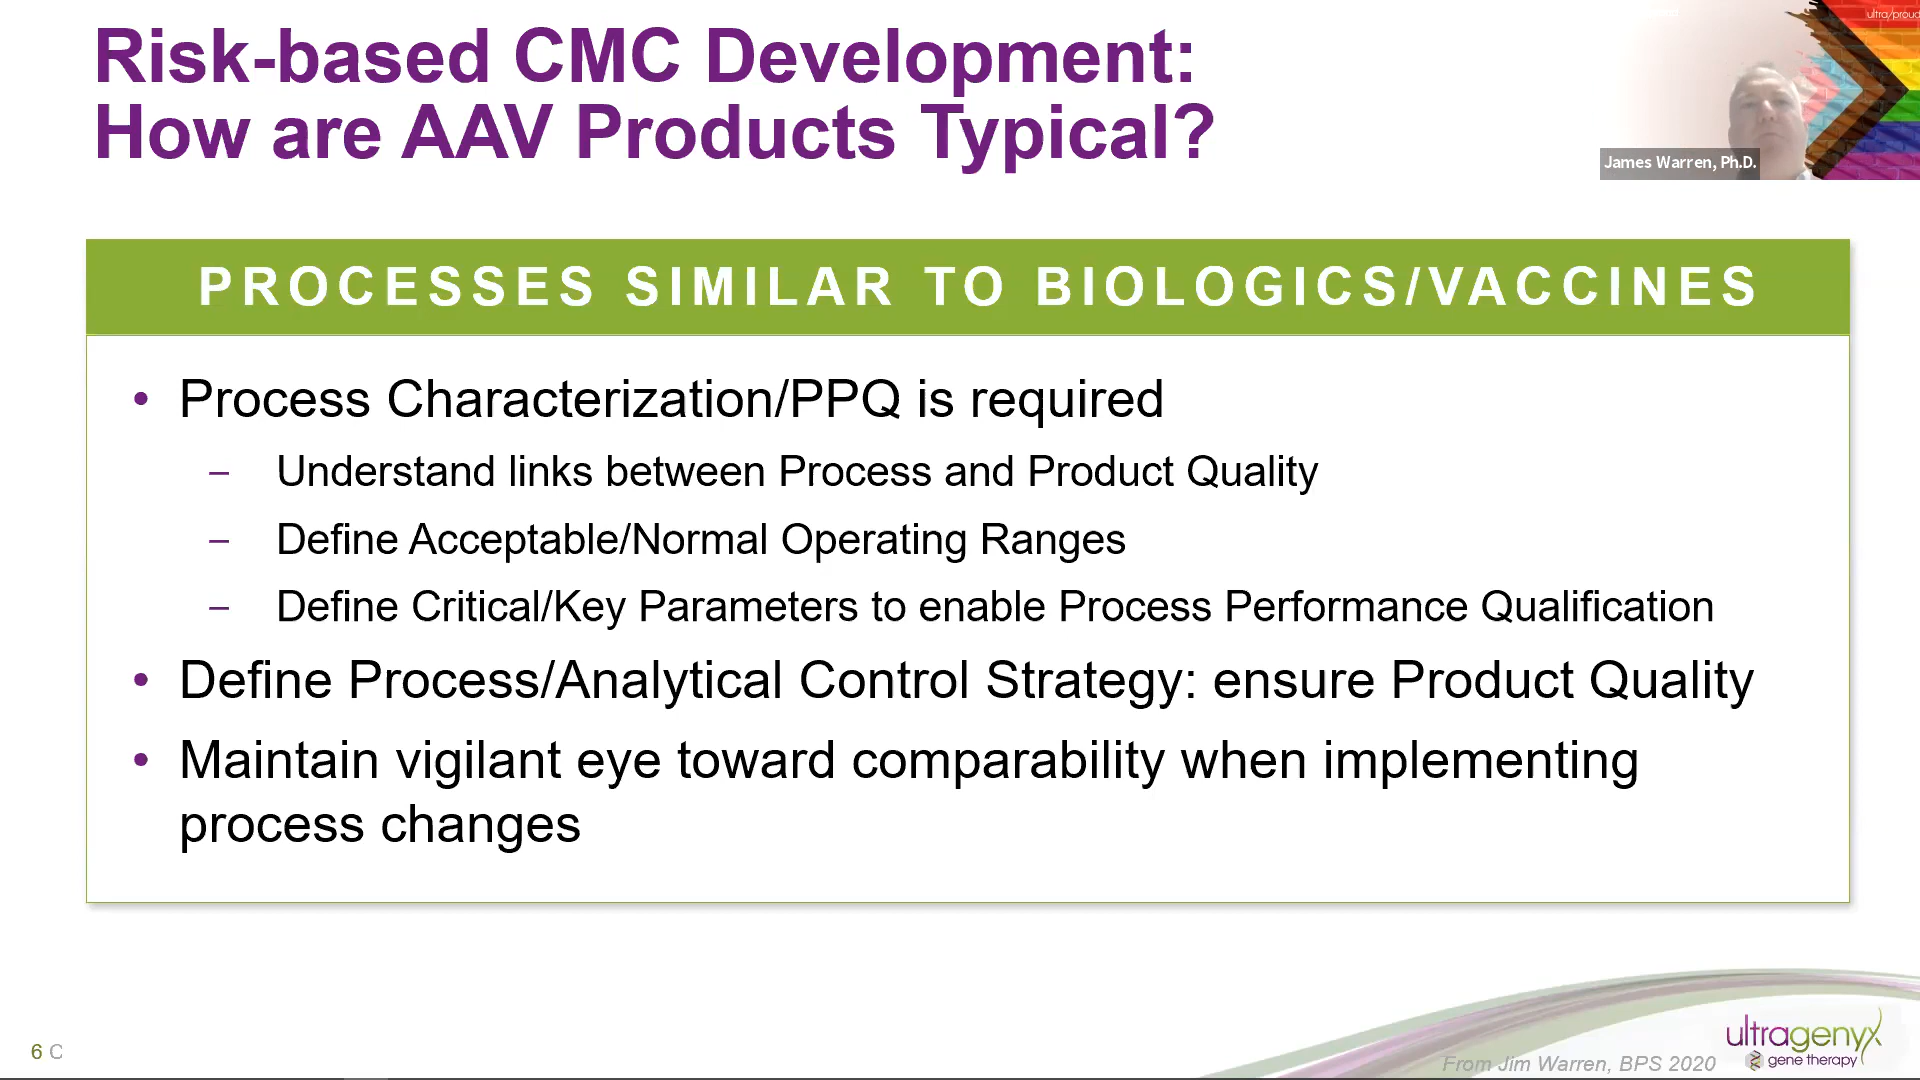 Risk-based CMC Development:
How are AAV Products Typical?
ultra/proud
James Warren, Ph.D.
PROCESSES SIMILAR TO BIOLOGICS/VACCINES
• Process Characterization/PPQ is required
– Understand links between Process and Product Quality
– Define Acceptable/Normal Operating Ranges
– Define Critical/Key Parameters to enable Process Performance Qualification
• Define Process/Analytical Control Strategy: ensure Product Quality
• Maintain vigilant eye toward comparability when implementing
process changes
6 C
From Jim Warren, BPS 2020
ultragenyx
gene therapy